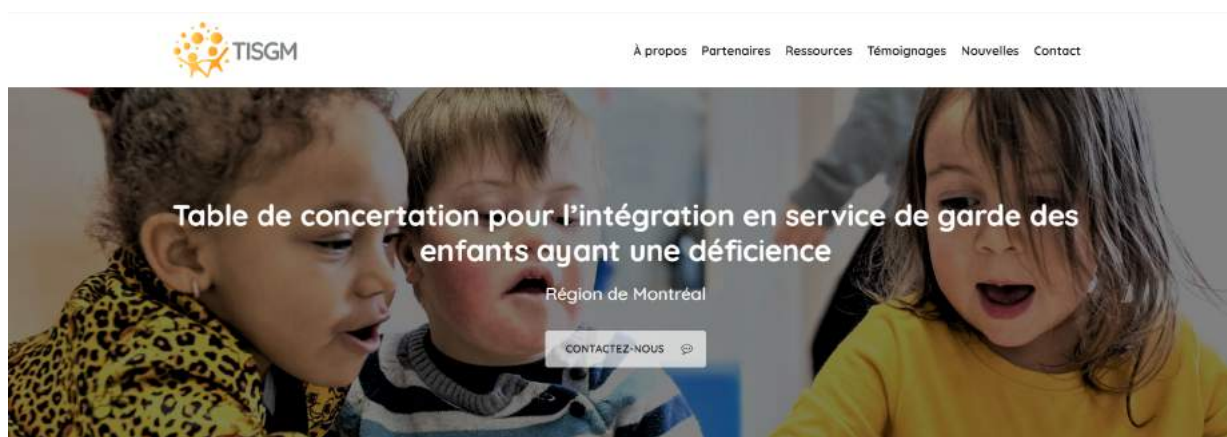 TISGM
À propos Partenaires Ressources Témoignages Nouvelles Contact
Table de concertation pour l'intégration en service de garde des
enfants ayant une déficience
Région de Montréal
CONTACTEZ-NOUS